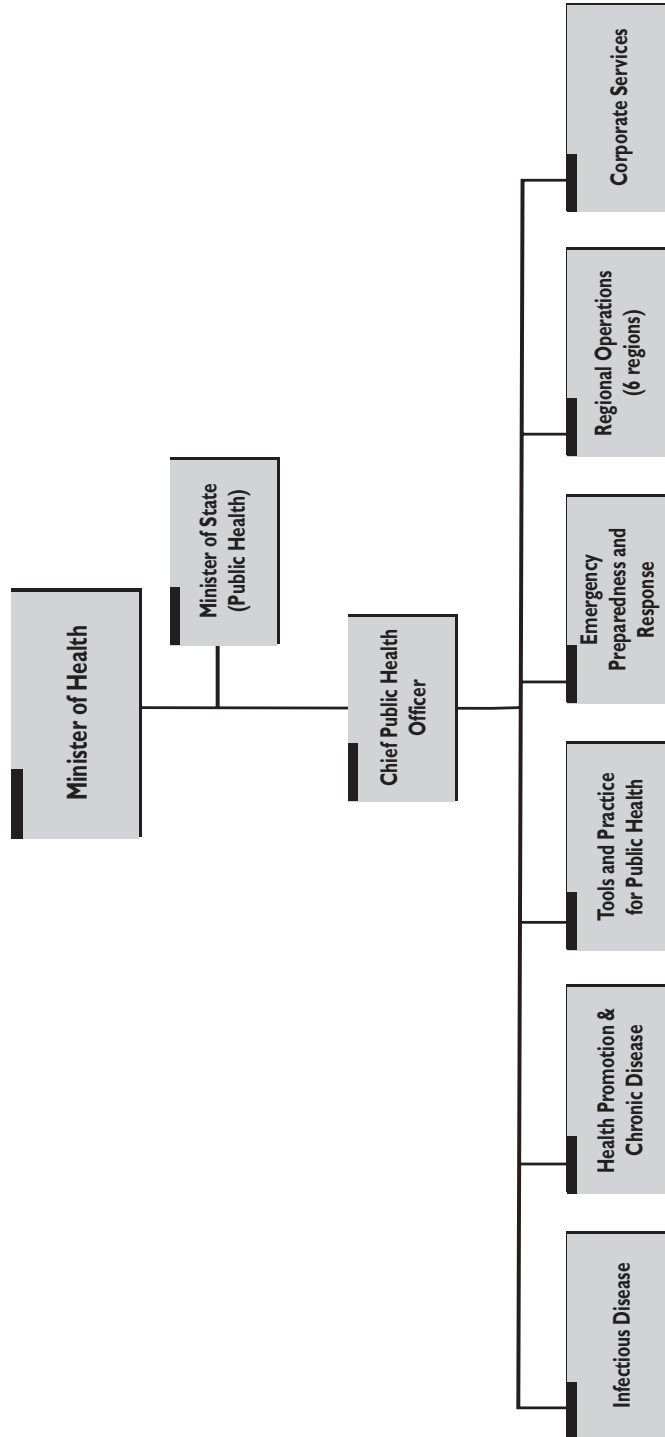 Minister of Health
Minister of State
(Public Health)
Chief Public Health
Officer
Infectious Disease
Health Promotion &
Chronic Disease
Tools and Practice
for Public Health
Emergency
Preparedness and
Response
Regional Operations
(6 regions)
Corporate Services